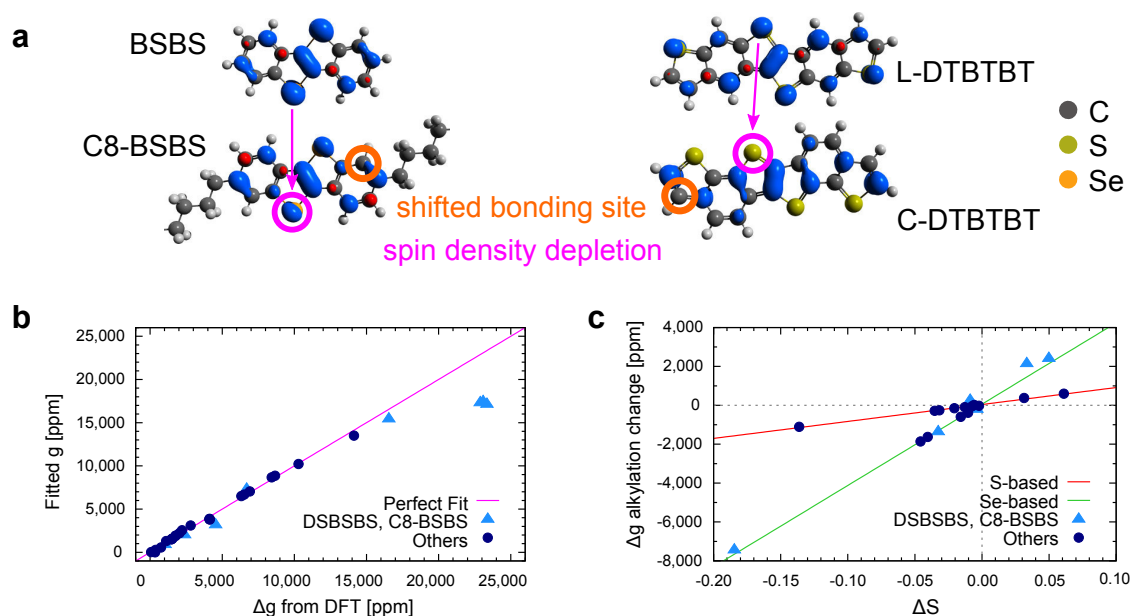 a
BSBS
C8-BSBS
L-DTBTBT
C-DTBTBT
C
S
Se
shifted bonding site
spin density depletion
b
25,000
20,000
15,000
10,000
5,000
0
0
5,000
10,000
15,000
20,000
25,000
Fitted g [ppm]
Δg from DFT [ppm]
Perfect Fit
DSBSBS, C8-BSBS
Others
c
4,000
2,000
0
-2,000
-4,000
-6,000
-8,000
-0.20
-0.15
-0.10
-0.05
0.00
0.05
0.10
Δg alkylation change [ppm]
ΔS
S-based
Se-based
DSBSBS, C8-BSBS
Others